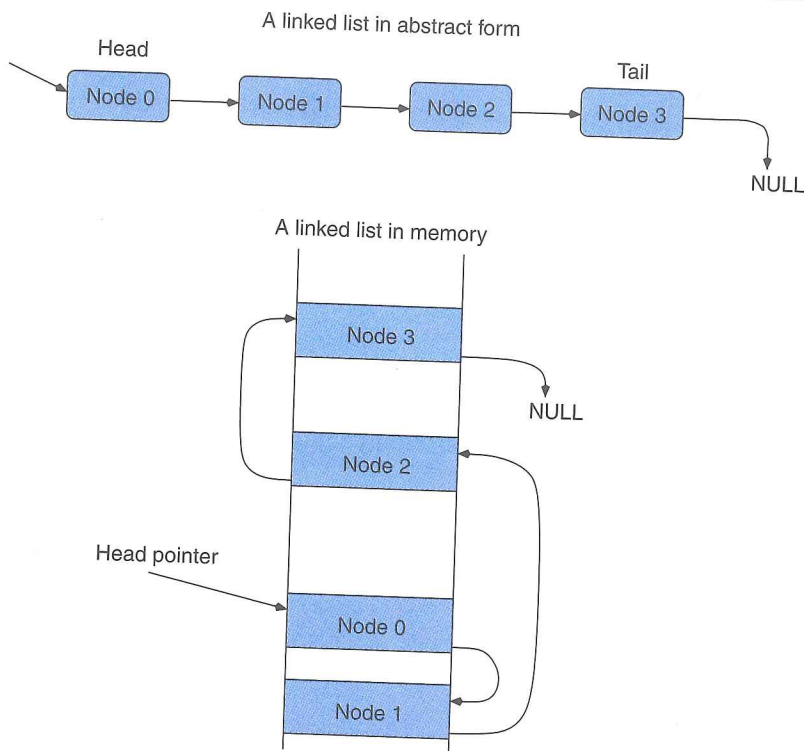 A linked list in abstract form
Head
Tail
Node 0
Node 1
Node 2
Node 3
NULL
A linked list in memory
Node 3
NULL
Node 2
Head pointer
Node 0
Node 1